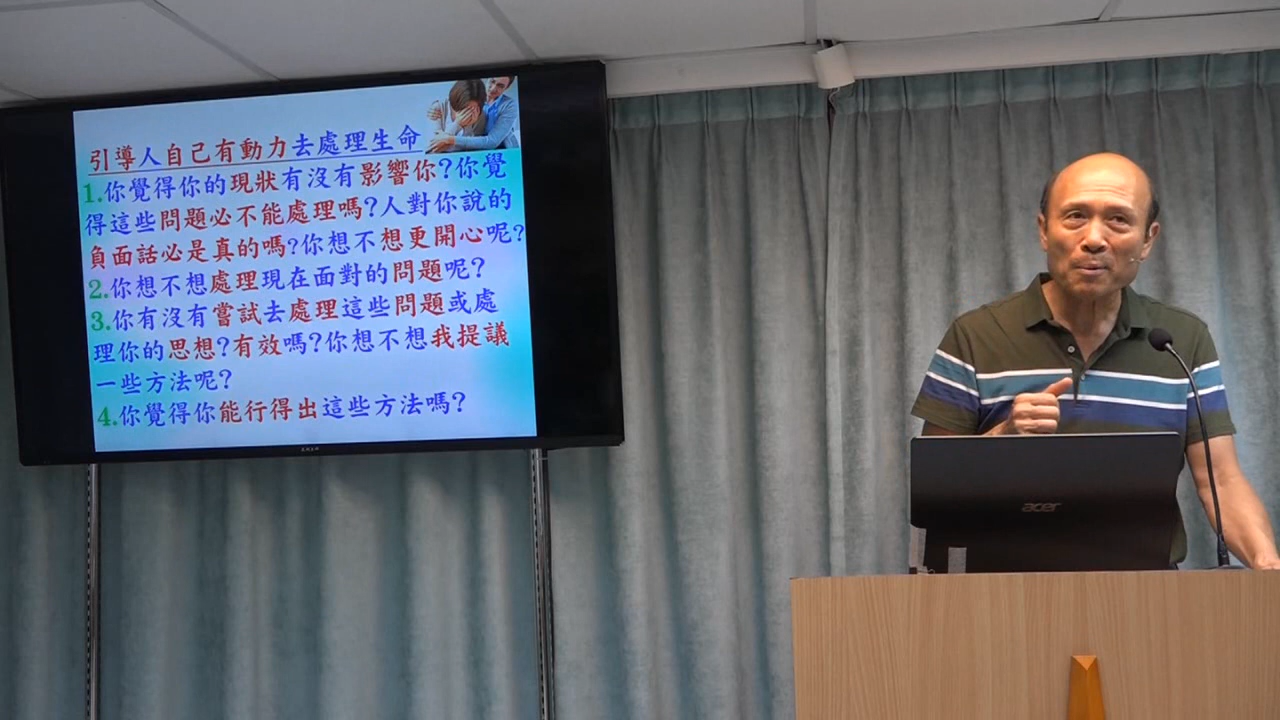 引導人自己有動力去處理生命
1.你覺得你的現狀有沒有影響你?你覺
得這些問題必不能處理嗎?人對你說的
負面話必是真的嗎?你想不想更開心呢?
2.你想不想處理現在面對的問題呢?
3.你有沒有嘗試去處理這些問題或處
理你的思想?有效嗎?你想不想我提議
一些方法呢?
4.你覺得你能行得出這些方法嗎?
acer